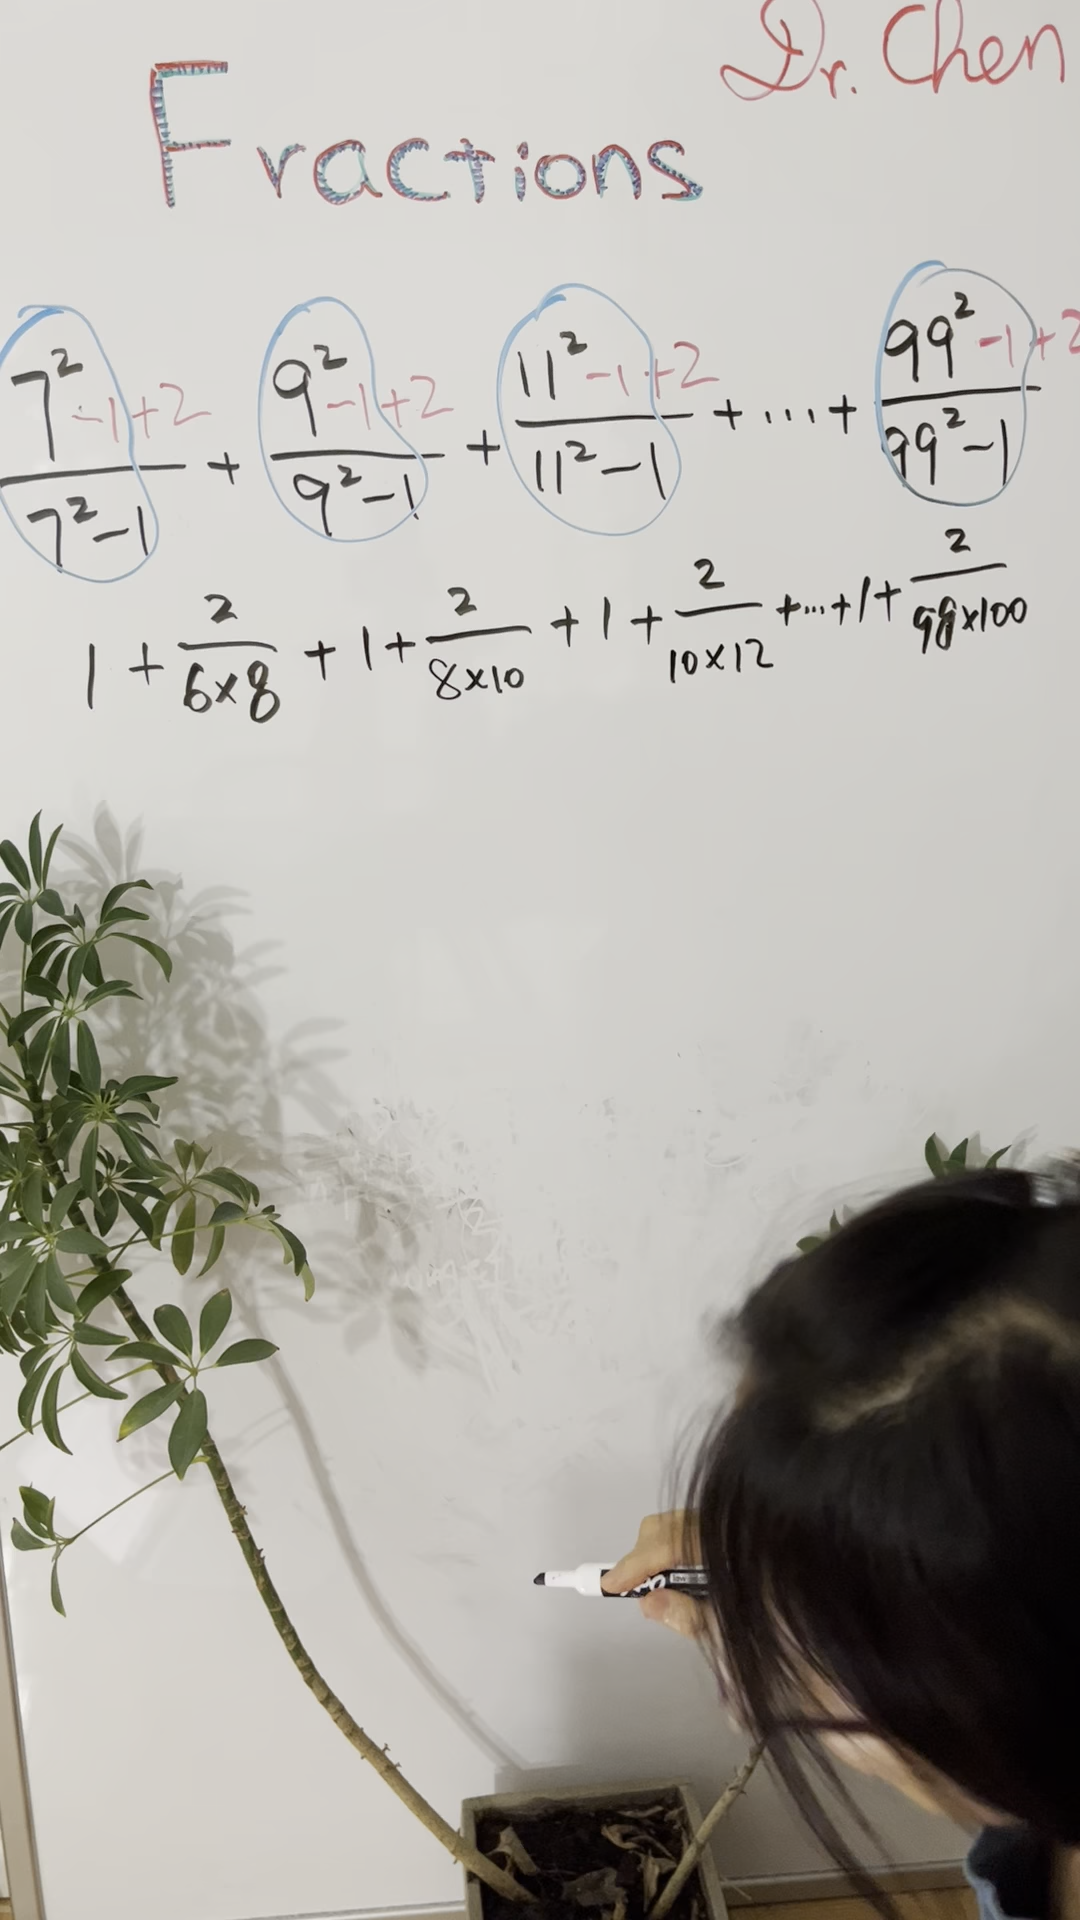 Dr. Chen
Fractions
7²-1+2/7²-1 + 9²-1+2/9²-1 + 11²-1+2/11²-1 + ... + 99²-1+2/99²-1
1 + 2/6×8 + 1 + 2/8×10 + 1 + 2/10×12 + ... + 1 + 2/98×100